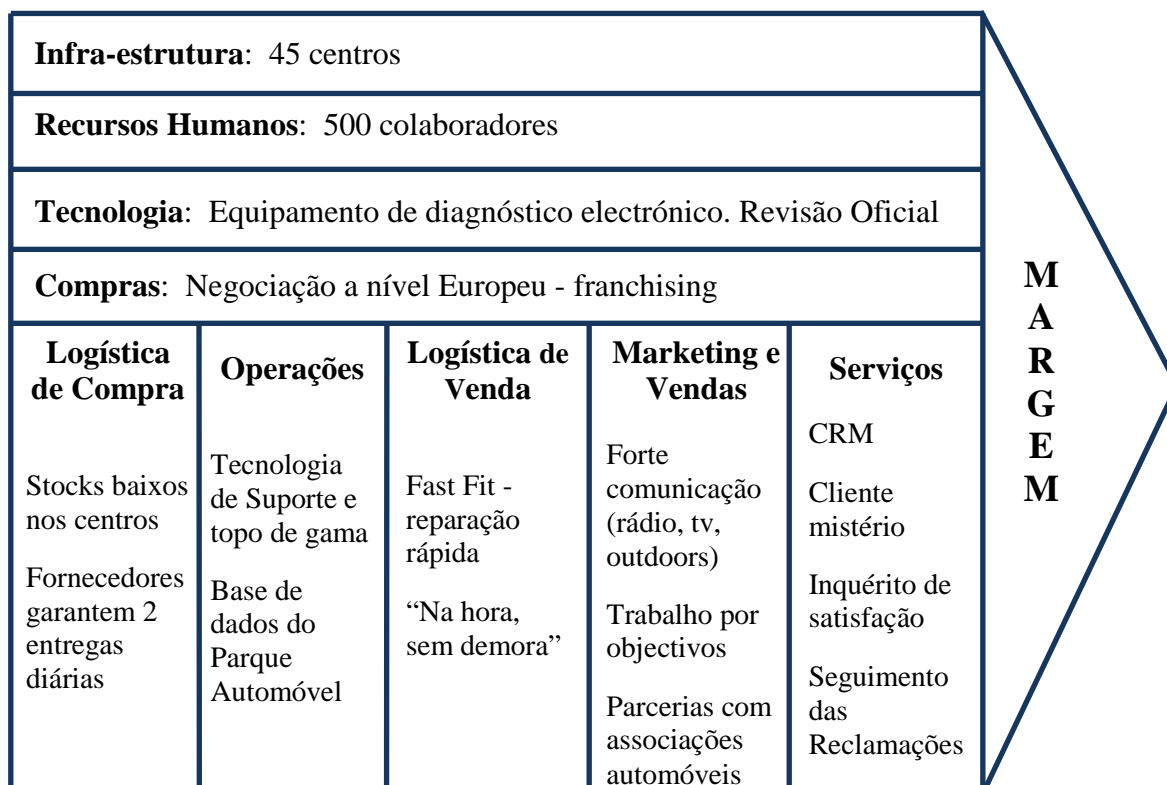 Infra-estrutura: 45 centros
Recursos Humanos: 500 colaboradores
Tecnologia: Equipamento de diagnóstico electrónico. Revisão Oficial
Compras: Negociação a nível Europeu - franchising
Logística
de Compra
Stocks baixos
nos centros
Fornecedores
garantem 2
entregas
diárias
Operações
Tecnologia
de Suporte e
topo de gama
Base de
dados do
Parque
Automóvel
Logística de
Venda
Fast Fit -
reparação
rápida
“Na hora,
sem demora”
Marketing e
Vendas
Forte
comunicação
(rádio, tv,
outdoors)
Trabalho por
objectivos
Parcerias com
associações
automóveis
Serviços
CRM
Cliente
mistério
Inquérito de
satisfação
Seguimento
das
Reclamações
M
A
R
G
E
M